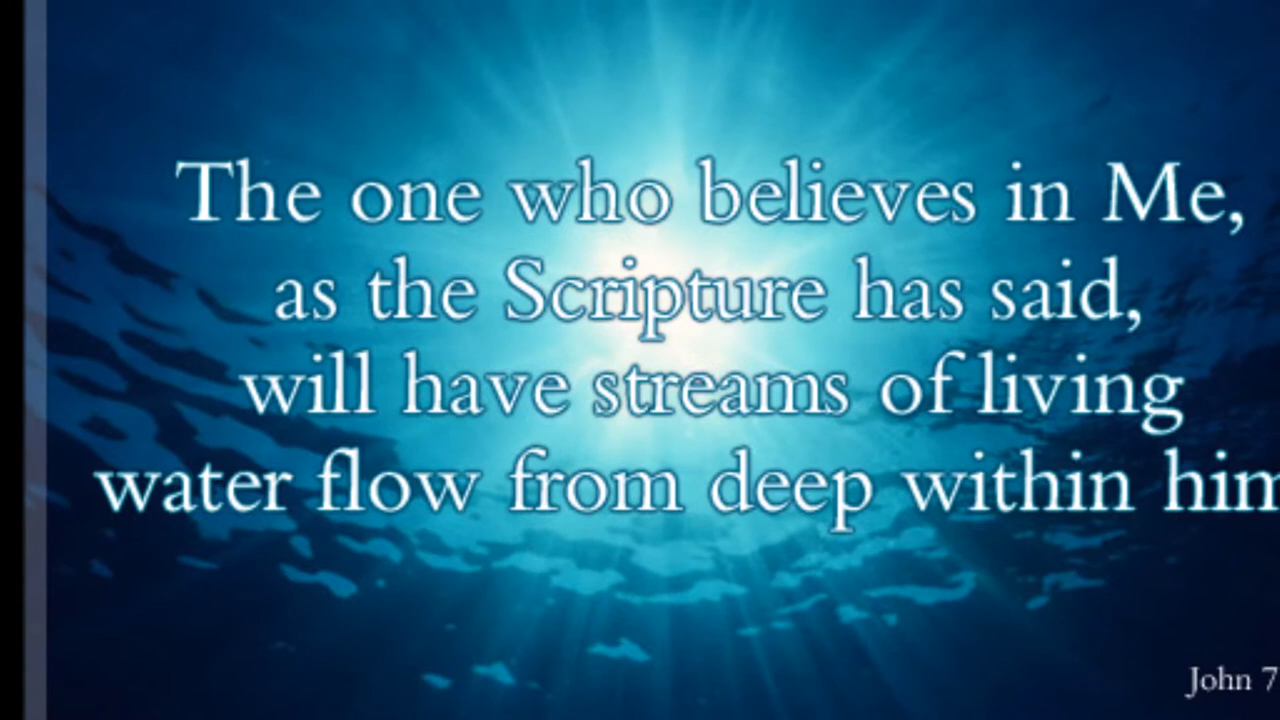 The one who believes in Me,
as the Scripture has said,
will have streams of living
water flow from deep within him
John 7